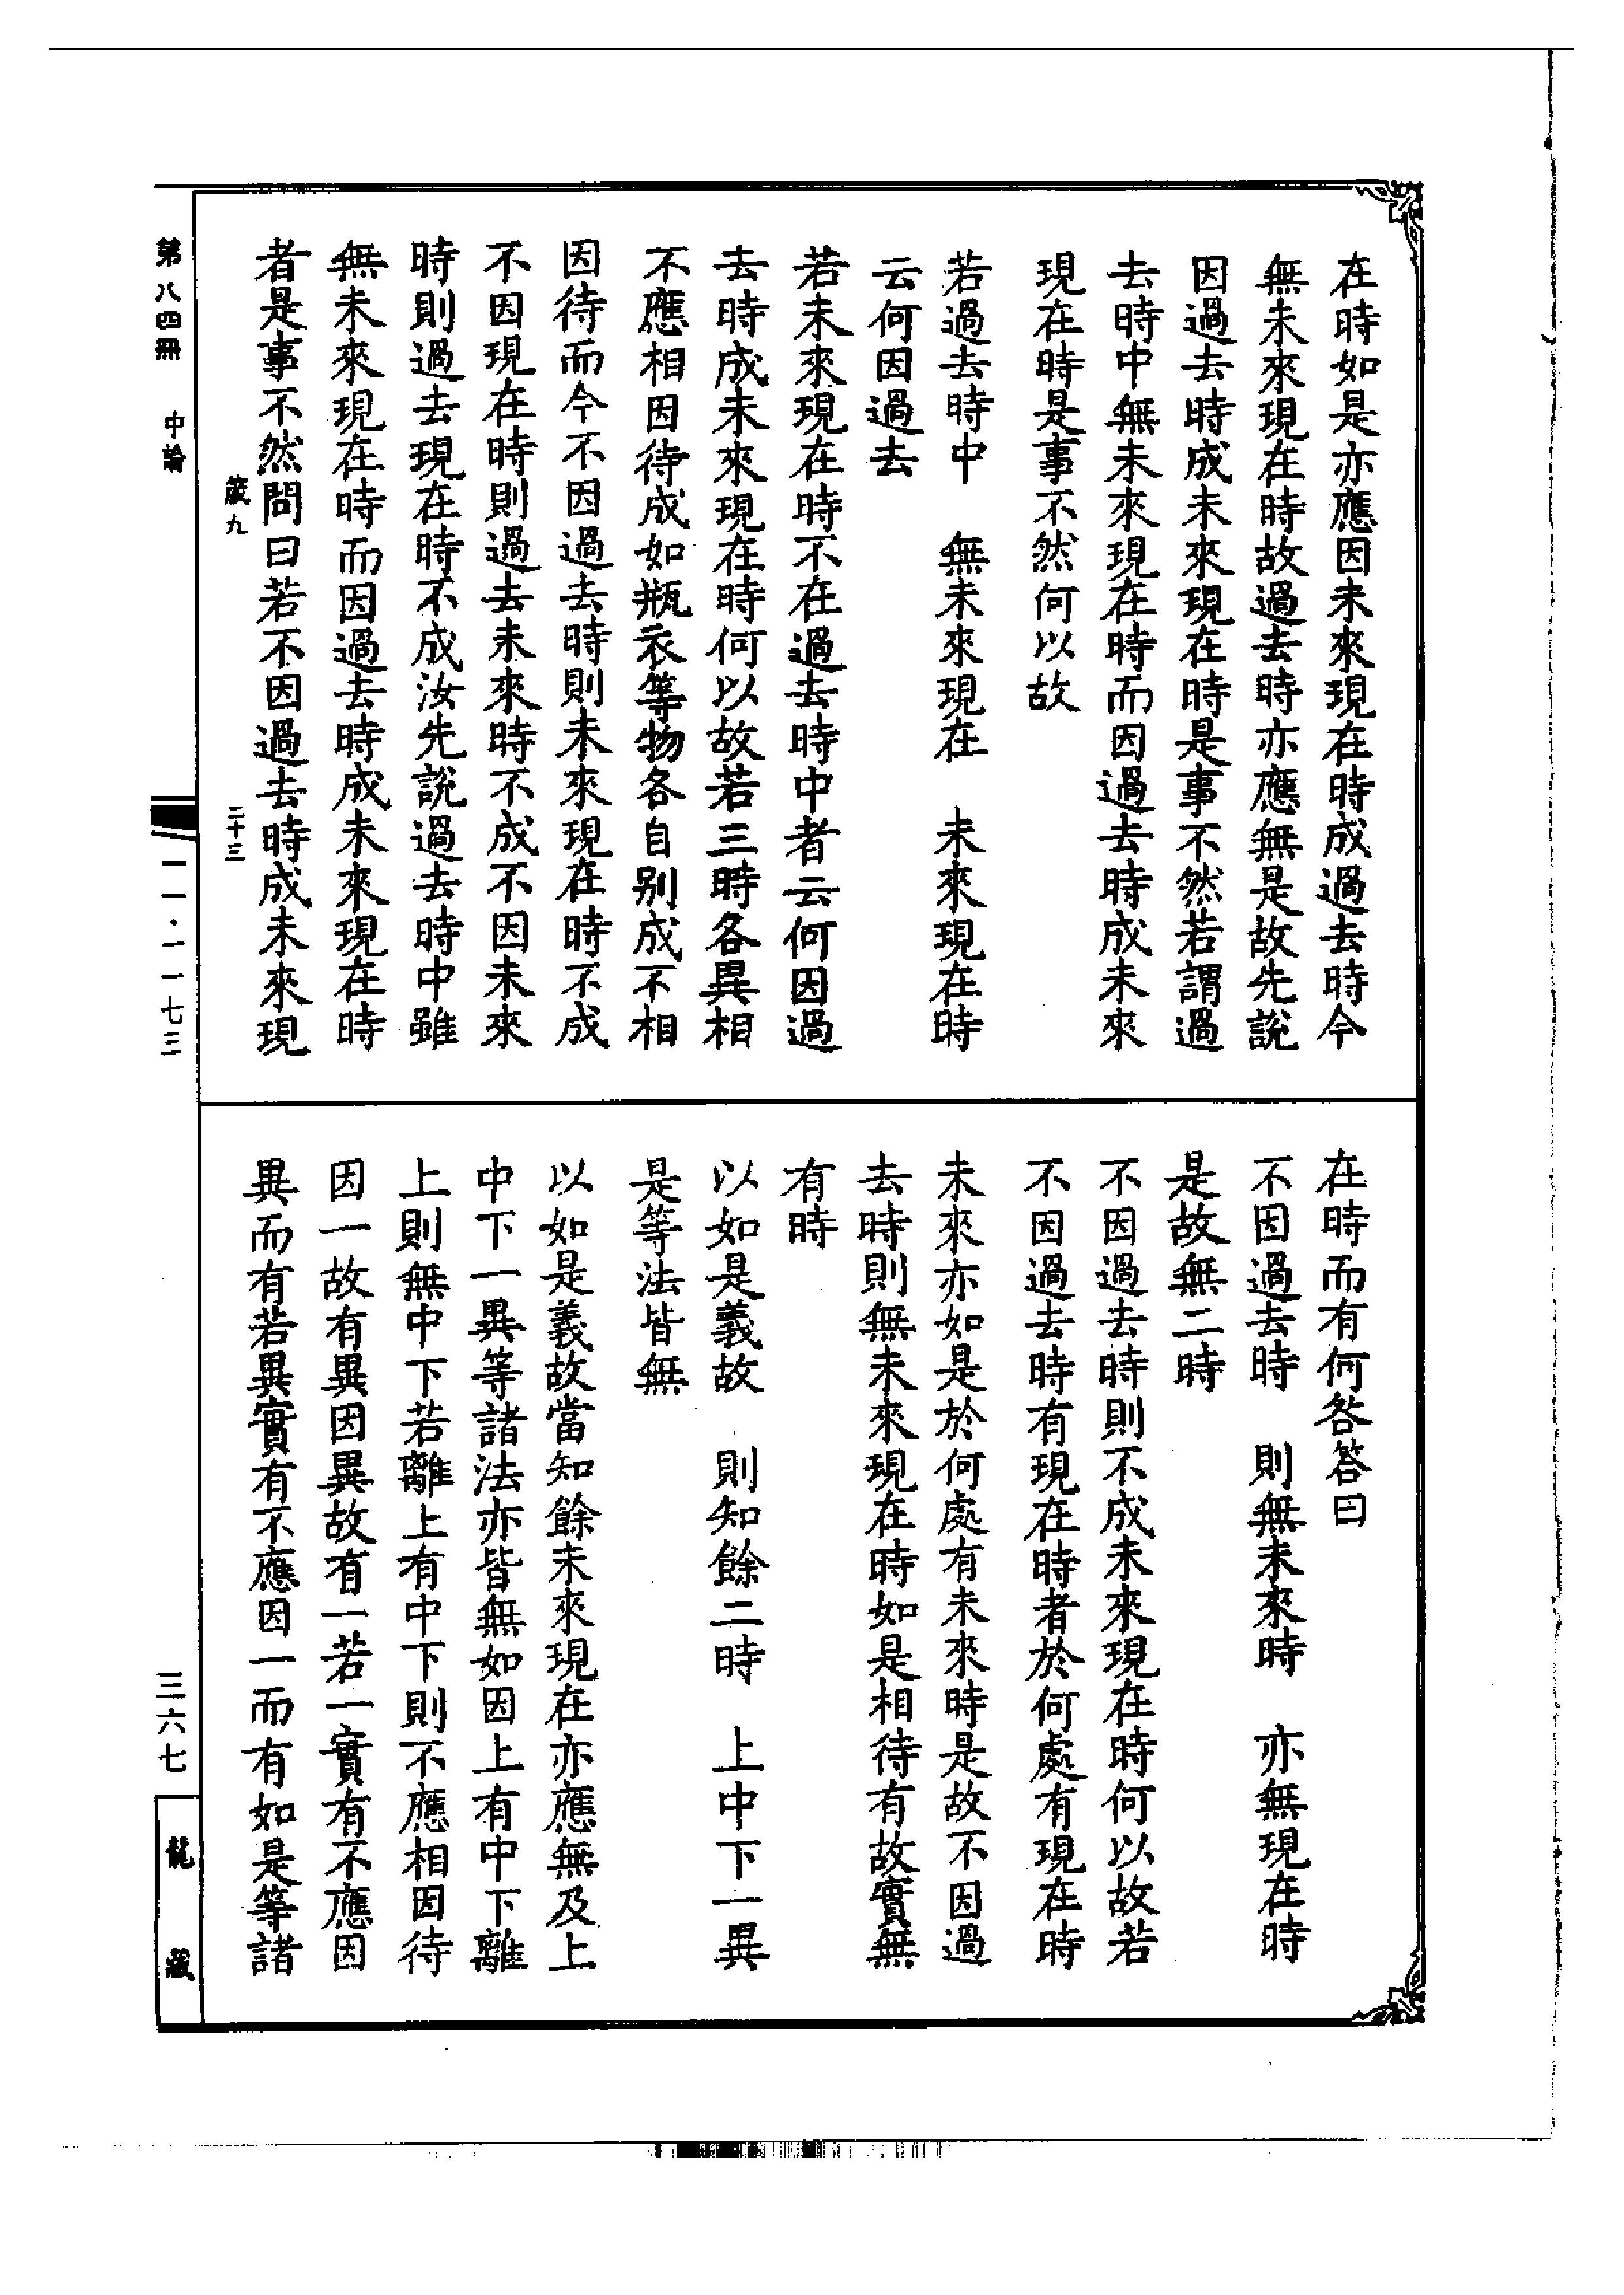 在時如是亦應因未來現在時成過去時今
無未來現在時故過去時亦應無是故先說
因過去時成未來現在時是事不然若謂過
去時中無未來現在時而因過去時成未來
現在時是事不然何以故
若過去時中　無未來現在　未來現在時
云何因過去
若未來現在時不在過去時中者云何因過
去時成未來現在時何以故若三時各異相
不應相因待成如瓶衣等物各自別成不相
因待而今不因過去時則未來現在時不成
不因現在時則過去未來時不成不因未來
時則過去現在時不成汝先說過去時中雖
無未來現在時而因過去時成未來現在時
者是事不然問曰若不因過去時成未來現
在時而有何咎答曰
不因過去時　則無未來時　亦無現在時
是故無二時
不因過去時則不成未來現在時何以故若
不因過去時有現在時者於何處有現在時
未來亦如是於何處有未來時是故不因過
去時則無未來現在時如是相待有故實無
有時
以如是義故　則知餘二時　上中下一異
是等法皆無
以如是義故當知餘未來現在亦應無及上
中下一異等諸法亦皆無如因上有中下離
上則無中下若離上有中下則不應相因待
因一故有異因異故有一若一實有不應因
異而有若異實有不應因一而有如是等諸
箴九
二十三
第八四冊　中論
一一·一一七三
三六七
龍藏